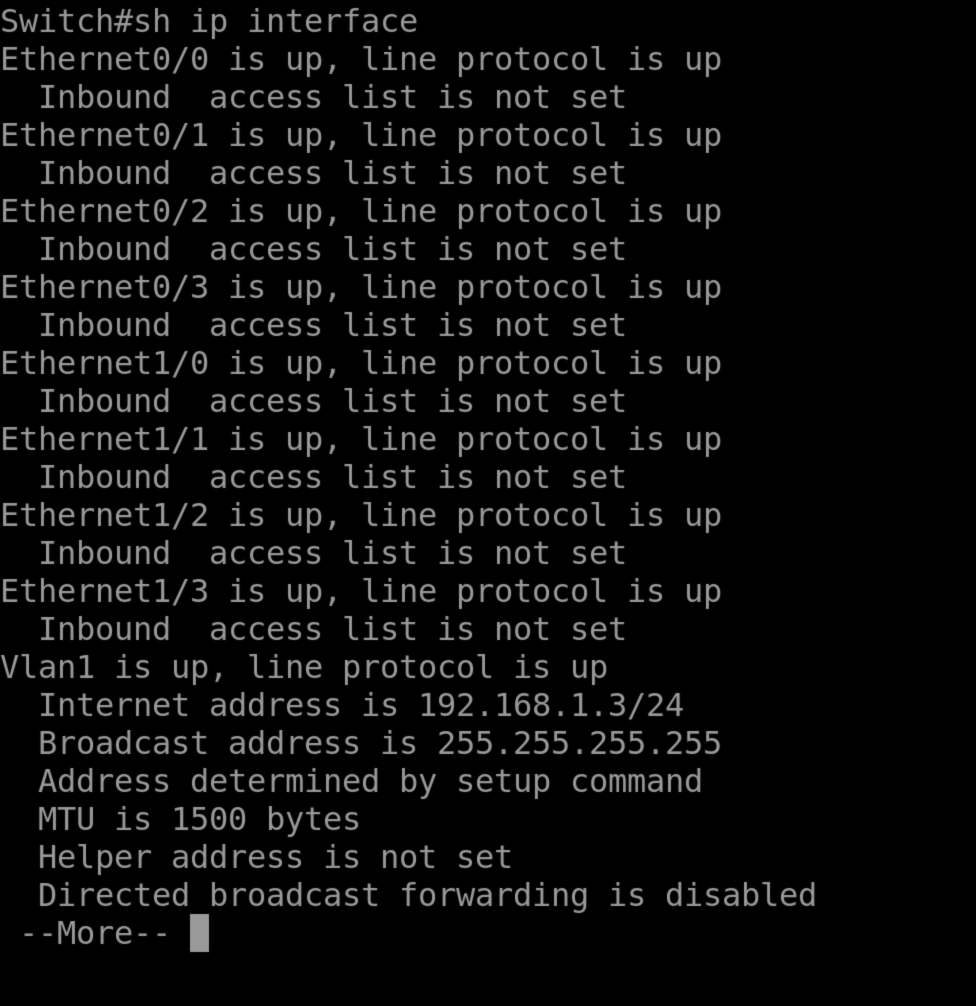 Switch#sh ip interface
Ethernet0/0 is up, line protocol is up
  Inbound  access list is not set
Ethernet0/1 is up, line protocol is up
  Inbound  access list is not set
Ethernet0/2 is up, line protocol is up
  Inbound  access list is not set
Ethernet0/3 is up, line protocol is up
  Inbound  access list is not set
Ethernet1/0 is up, line protocol is up
  Inbound  access list is not set
Ethernet1/1 is up, line protocol is up
  Inbound  access list is not set
Ethernet1/2 is up, line protocol is up
  Inbound  access list is not set
Ethernet1/3 is up, line protocol is up
  Inbound  access list is not set
Vlan1 is up, line protocol is up
  Internet address is 192.168.1.3/24
  Broadcast address is 255.255.255.255
  Address determined by setup command
  MTU is 1500 bytes
  Helper address is not set
  Directed broadcast forwarding is disabled
 --More--